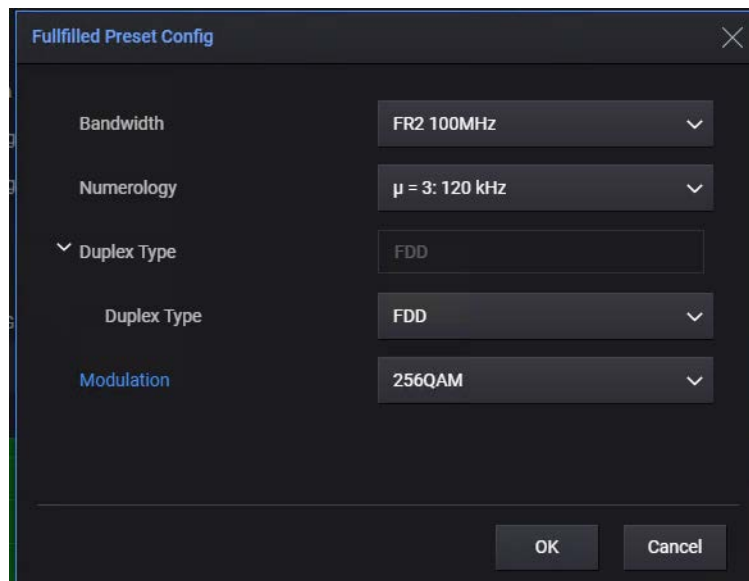 Fullfilled Preset Config
Bandwidth FR2 100MHz
Numerology μ = 3: 120 kHz
Duplex Type FDD
Duplex Type FDD
Modulation 256QAM
OK Cancel